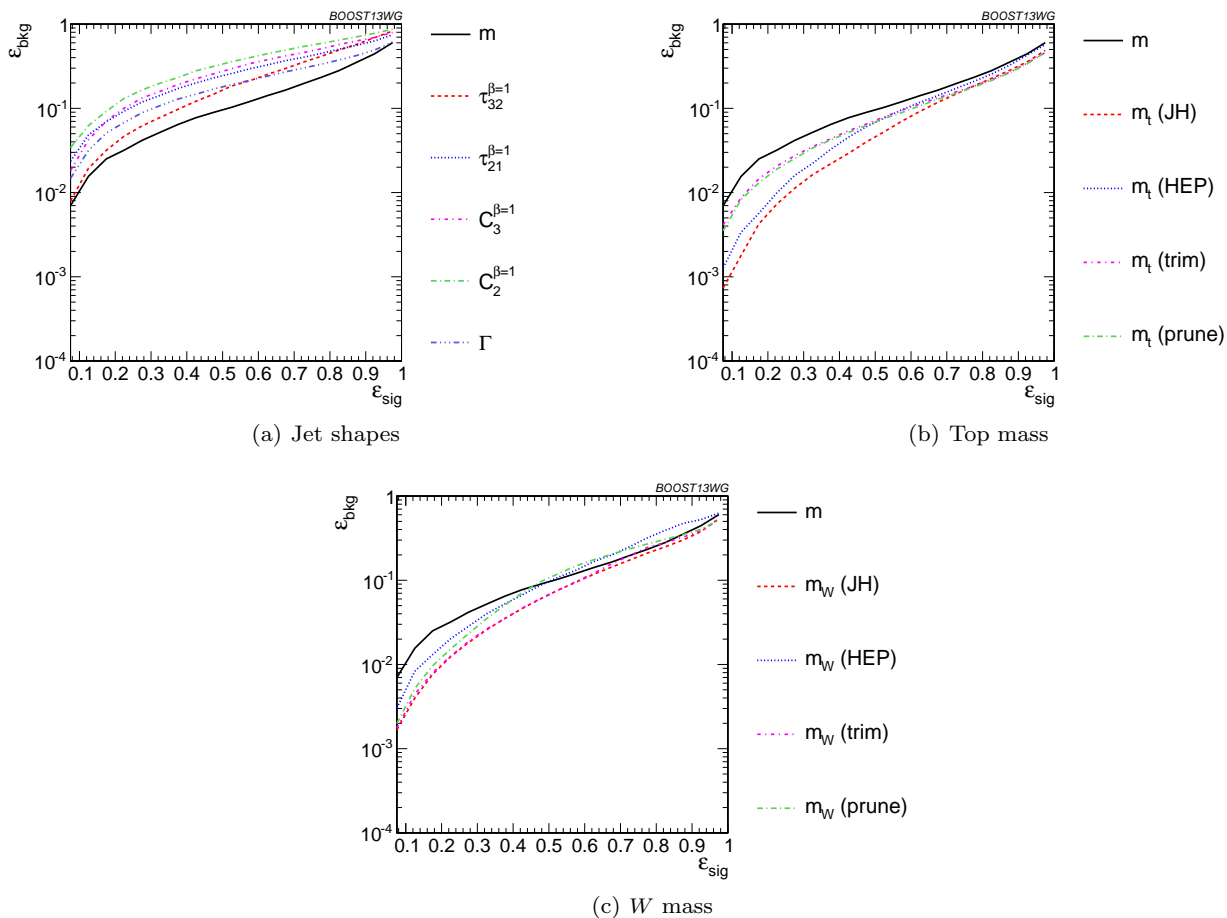 BOOST13WG
ε_bkg
1
10⁻¹
10⁻²
10⁻³
10⁻⁴
0.1 0.2 0.3 0.4 0.5 0.6 0.7 0.8 0.9 1
ε_sig
m
τ₃₂^β=1
τ₂₁^β=1
C₃^β=1
C₂^β=1
Γ
(a) Jet shapes
BOOST13WG
ε_bkg
1
10⁻¹
10⁻²
10⁻³
10⁻⁴
0.1 0.2 0.3 0.4 0.5 0.6 0.7 0.8 0.9 1
ε_sig
m
m_t (JH)
m_t (HEP)
m_t (trim)
m_t (prune)
(b) Top mass
BOOST13WG
ε_bkg
1
10⁻¹
10⁻²
10⁻³
10⁻⁴
0.1 0.2 0.3 0.4 0.5 0.6 0.7 0.8 0.9 1
ε_sig
m
m_W (JH)
m_W (HEP)
m_W (trim)
m_W (prune)
(c) W mass